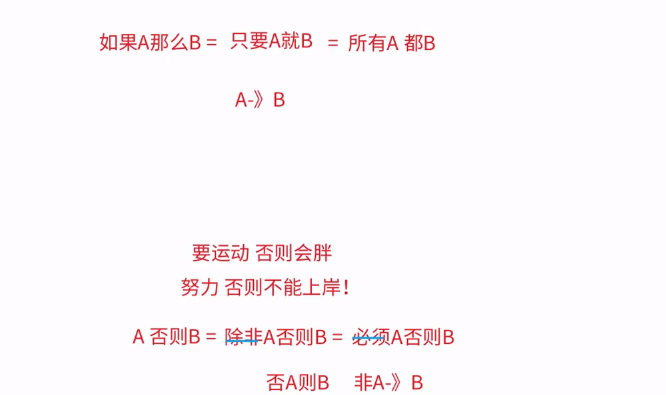 如果A那么B = 只要A就B = 所有A 都B
A-》B
要运动 否则会胖
努力 否则不能上岸！
A 否则B = 除非A否则B = 必须A否则B
否A则B 非A-》B